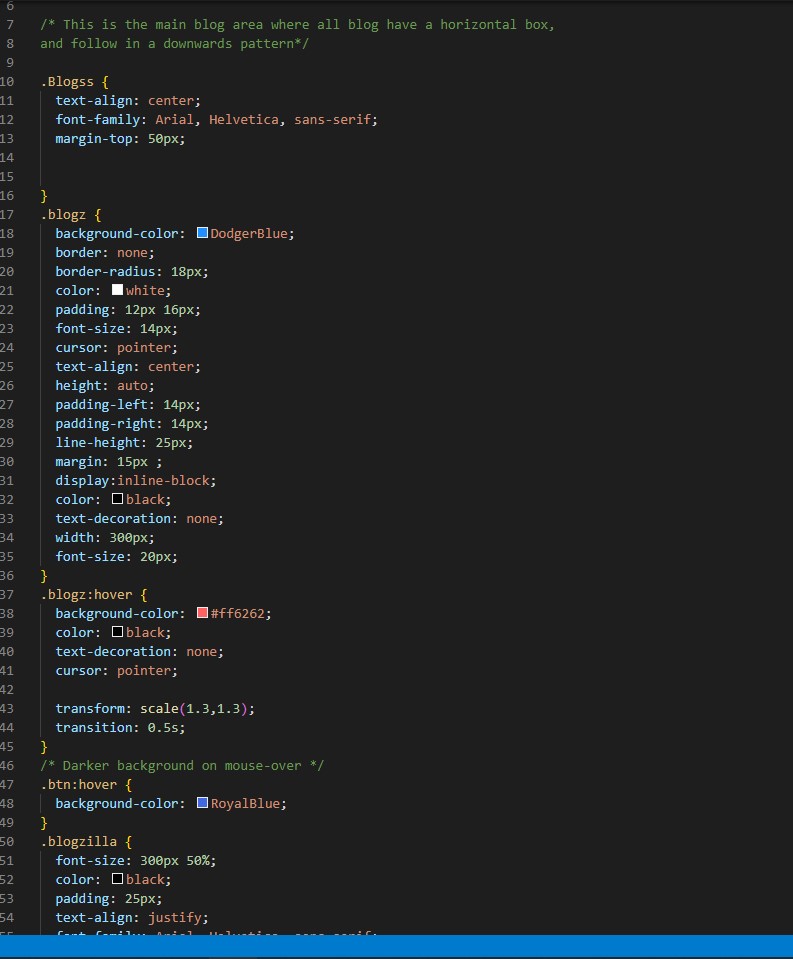 6
7 /* This is the main blog area where all blog have a horizontal box,
8 and follow in a downwards pattern*/
9
10 .Blogss {
11 text-align: center;
12 font-family: Arial, Helvetica, sans-serif;
13 margin-top: 50px;
14
15
16 }
17 .blogz {
18 background-color: DodgerBlue;
19 border: none;
20 border-radius: 18px;
21 color: white;
22 padding: 12px 16px;
23 font-size: 14px;
24 cursor: pointer;
25 text-align: center;
26 height: auto;
27 padding-left: 14px;
28 padding-right: 14px;
29 line-height: 25px;
30 margin: 15px ;
31 display:inline-block;
32 color: black;
33 text-decoration: none;
34 width: 300px;
35 font-size: 20px;
36 }
37 .blogz:hover {
38 background-color: #ff6262;
39 color: black;
40 text-decoration: none;
41 cursor: pointer;
42
43 transform: scale(1.3,1.3);
44 transition: 0.5s;
45 }
46 /* Darker background on mouse-over */
47 .btn:hover {
48 background-color: RoyalBlue;
49 }
50 .blogzilla {
51 font-size: 300px 50%;
52 color: black;
53 padding: 25px;
54 text-align: justify;
55 font-family: Arial, Helvetica, sans-serif;